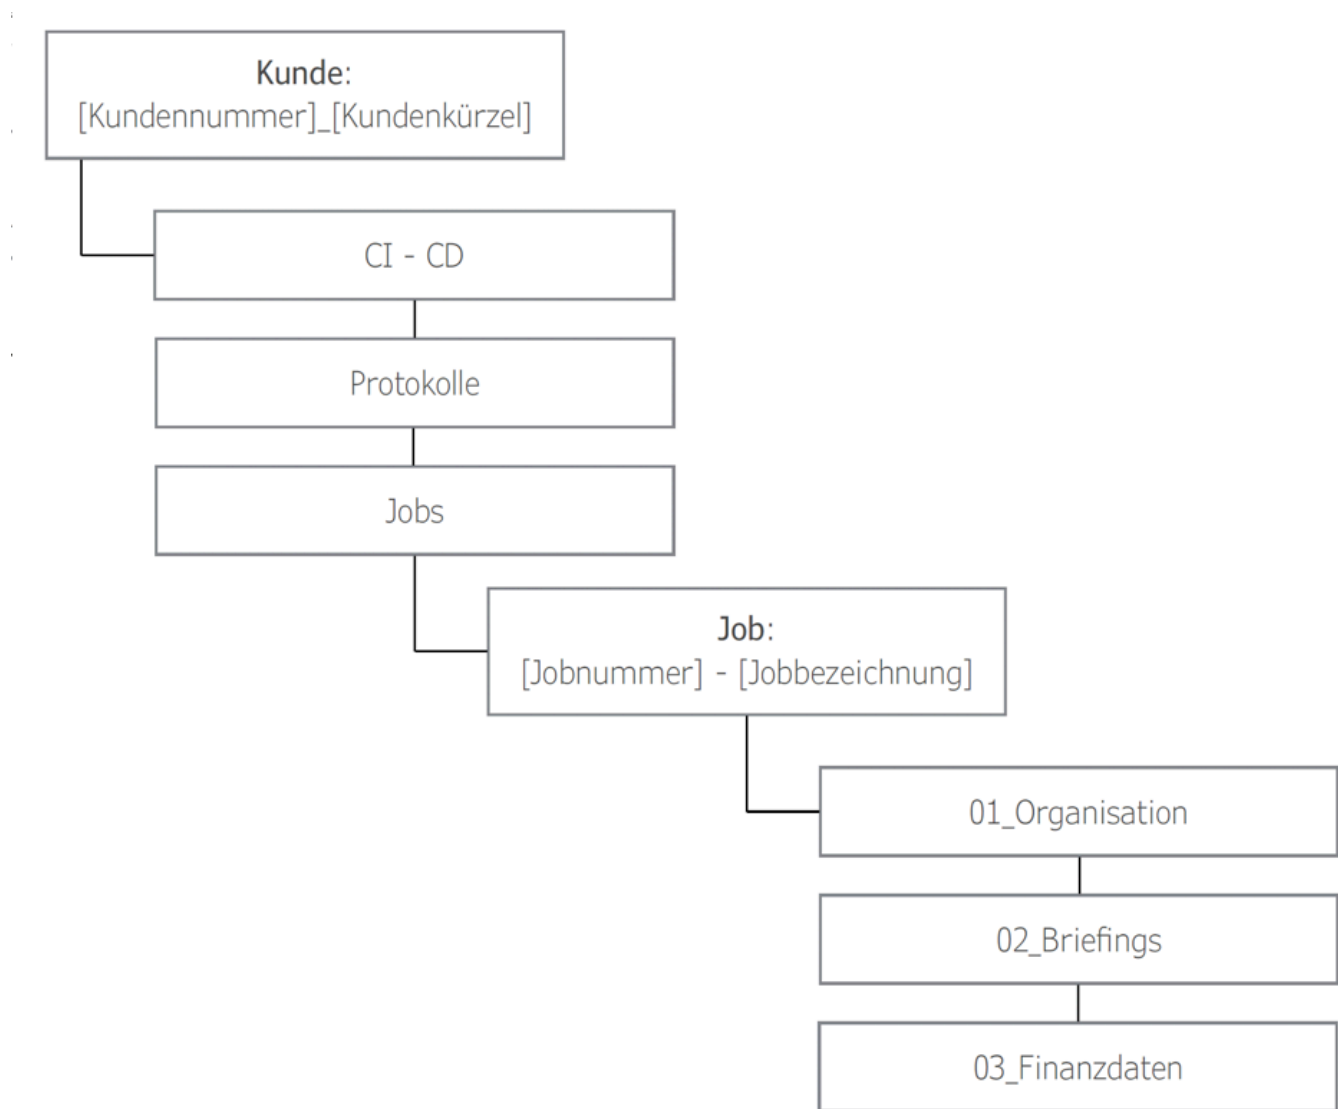 Kunde:
[Kundennummer]_[Kundenkürzel]
CI - CD
Protokolle
Jobs
Job:
[Jobnummer] - [Jobbezeichnung]
01_Organisation
02_Briefings
03_Finanzdaten